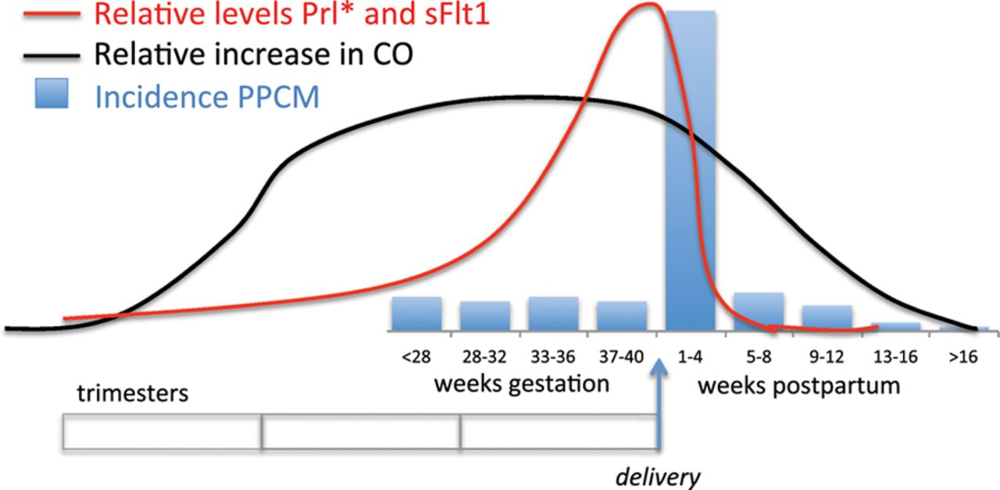 Relative levels Prl* and sFlt1
Relative increase in CO
Incidence PPCM
<28 28-32 33-36 37-40 1-4 5-8 9-12 13-16 >16
weeks gestation weeks postpartum
trimesters
delivery